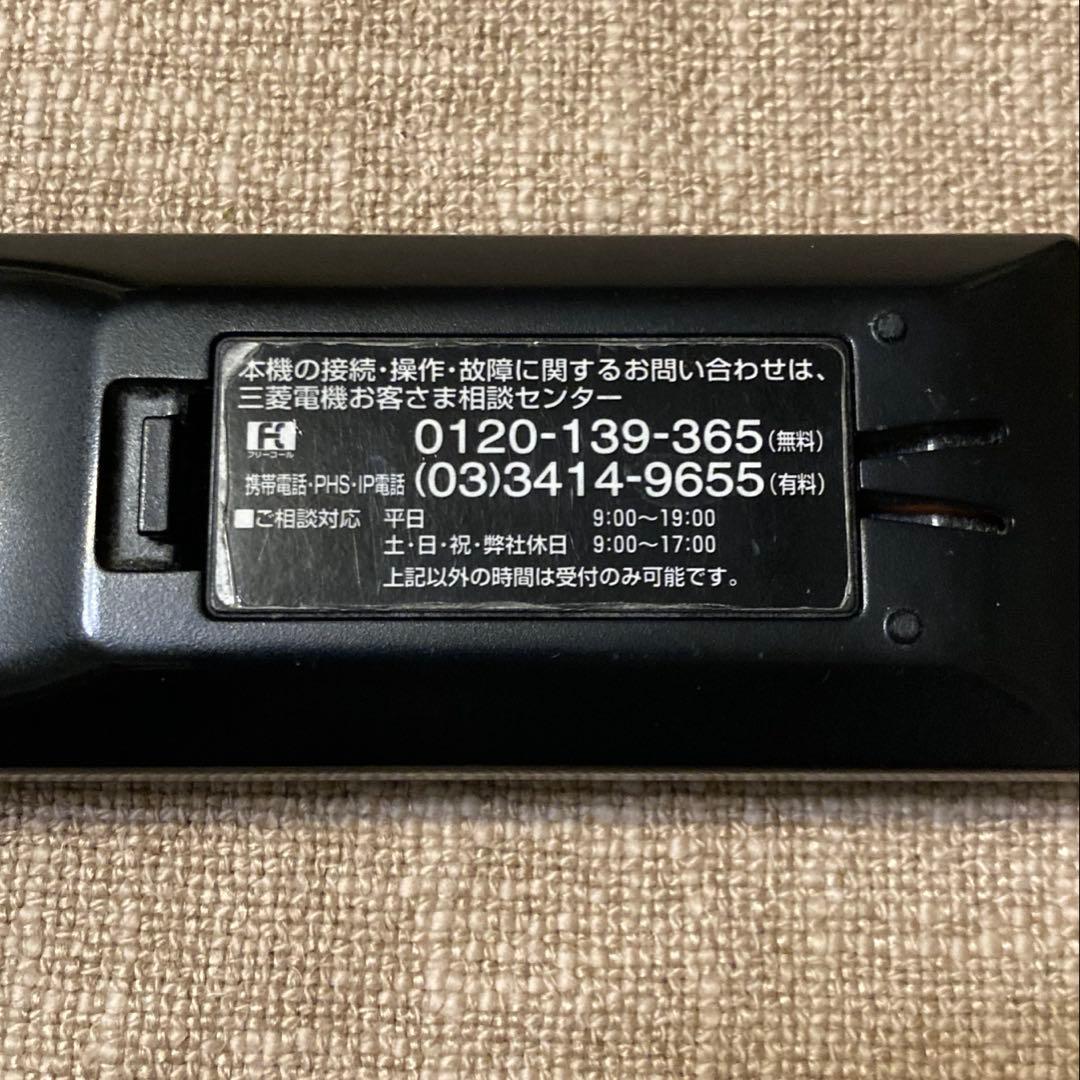 本機の接続・操作・故障に関するお問い合わせは、
三菱電機お客さま相談センター
フリーコール 0120-139-365(無料)
携帯電話・PHS・IP電話 (03)3414-9655(有料)
■ご相談対応 平日 9:00〜19:00
土・日・祝・弊社休日 9:00〜17:00
上記以外の時間は受付のみ可能です。